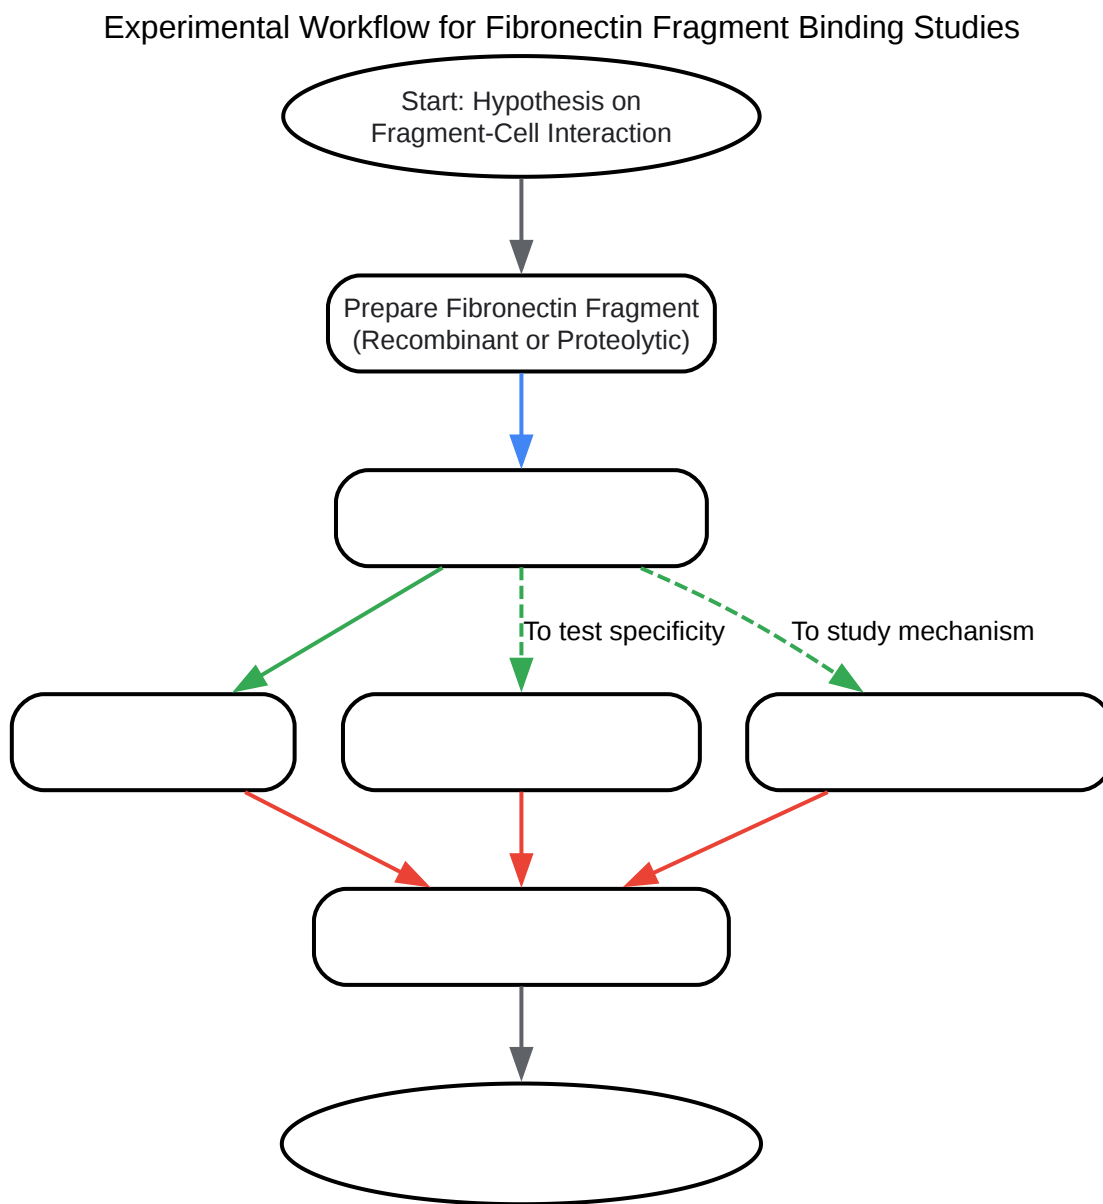 Experimental Workflow for Fibronectin Fragment Binding Studies
Start: Hypothesis on
Fragment-Cell Interaction
Prepare Fibronectin Fragment
(Recombinant or Proteolytic)
To test specificity
To study mechanism